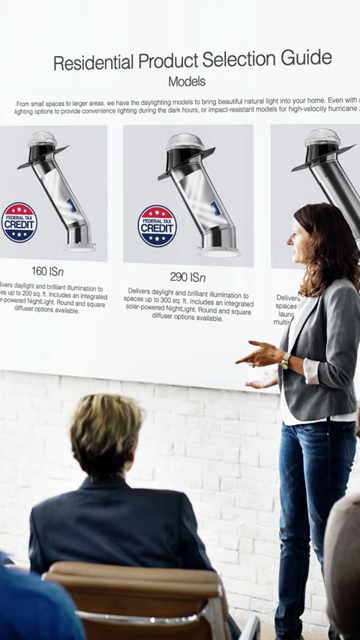 Residential Product Selection Guide
Models
From small spaces to larger areas, we have the daylighting models to bring beautiful natural light into your home. Even with
lighting options to provide convenience lighting during the dark hours, or impact-resistant models for high-velocity hurricane
FEDERAL TAX
CREDIT
FEDERAL TAX
CREDIT
160 ISn
livers daylight and brilliant illumination to
es up to 200 sq. ft. Includes an integrated
ar-powered NightLight. Round and square
diffuser options available.
290 ISn
Delivers daylight and brilliant illumination to
spaces up to 300 sq. ft. Includes an integrated
solar-powered NightLight. Round and square
diffuser options available.
Delivers
spaces
laun
multi